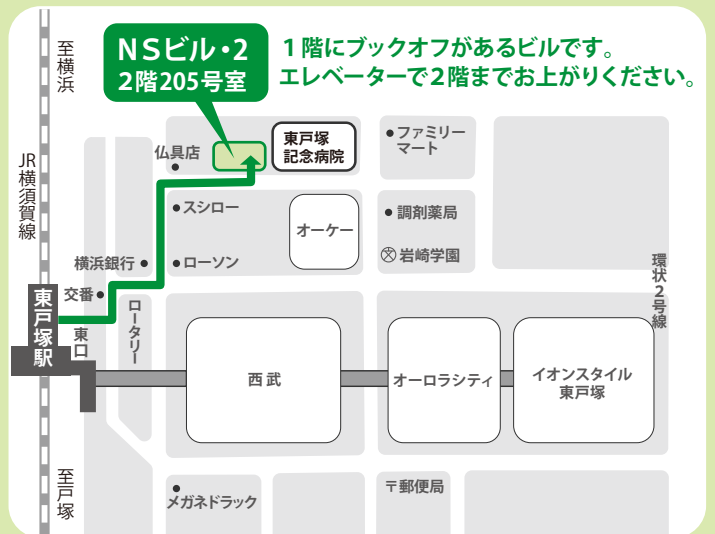 至横浜
NSビル・2
2階205号室
1階にブックオフがあるビルです。
エレベーターで2階までお上がりください。
JR横須賀線
仏具店
東戸塚
記念病院
ファミリー
マート
スシロー
オーケー
調剤薬局
横浜銀行
ローソン
岩崎学園
環状2号線
交番
東戸塚駅
東口
ロータリー
西武
オーロラシティ
イオンスタイル
東戸塚
至戸塚
メガネドラック
〒郵便局